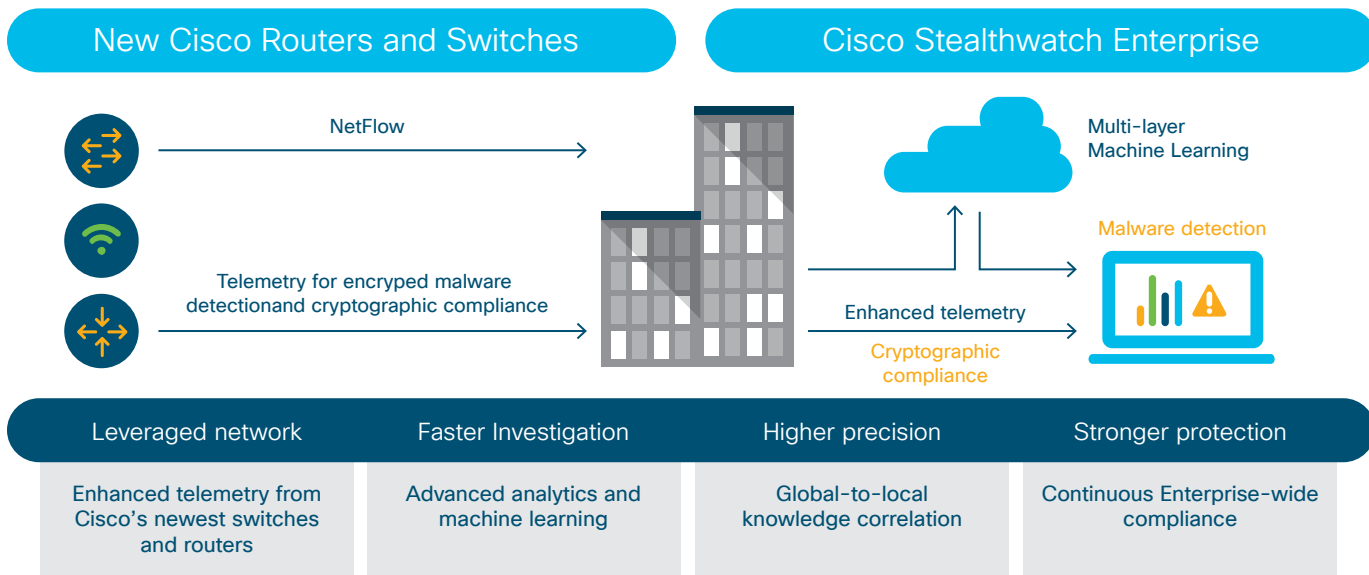 New Cisco Routers and Switches
Cisco Stealthwatch Enterprise
NetFlow
Telemetry for encryped malware
detectionand cryptographic compliance
Multi-layer
Machine Learning
Malware detection
Enhanced telemetry
Cryptographic
compliance
Leveraged network
Enhanced telemetry from
Cisco’s newest switches
and routers
Faster Investigation
Advanced analytics and
machine learning
Higher precision
Global-to-local
knowledge correlation
Stronger protection
Continuous Enterprise-wide
compliance